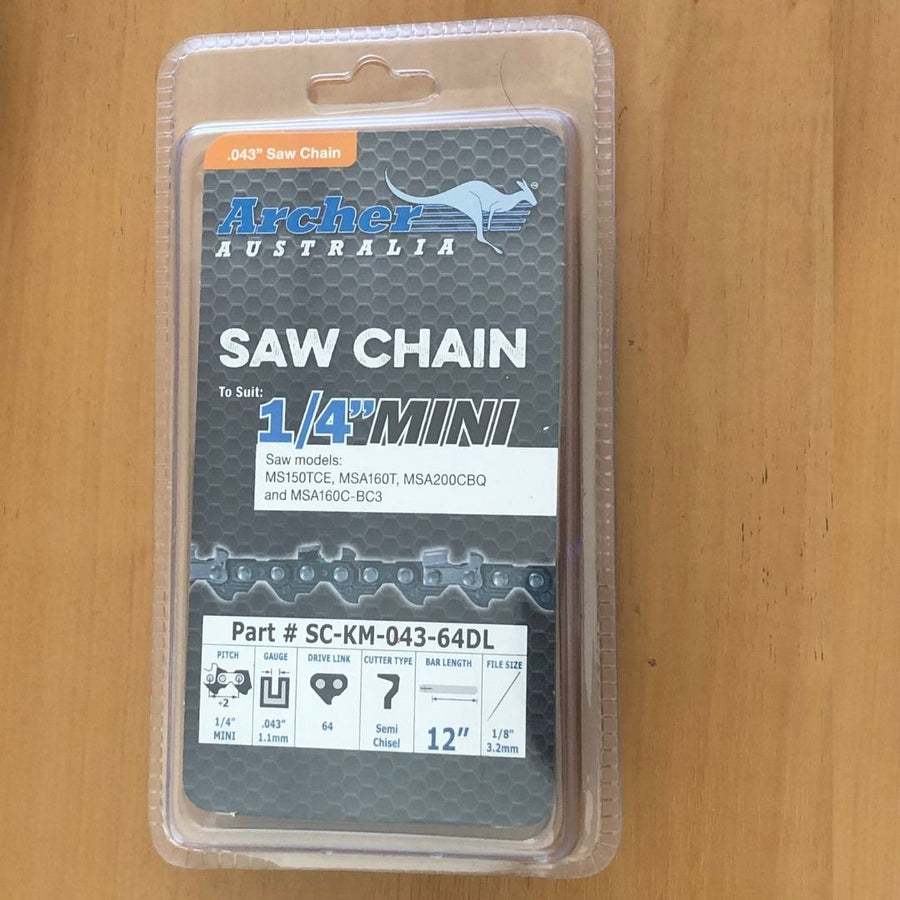 .043" Saw Chain
Archer®
AUSTRALIA
SAW CHAIN
To Suit:
1/4" MINI
Saw models:
MS150TCE, MSA160T, MSA200CBQ
and MSA160C-BC3
Part # SC-KM-043-64DL
PITCH GAUGE DRIVE LINK CUTTER TYPE BAR LENGTH FILE SIZE
÷2
1/4" MINI
.043" 1.1mm
64
Semi Chisel
12"
1/8" 3.2mm